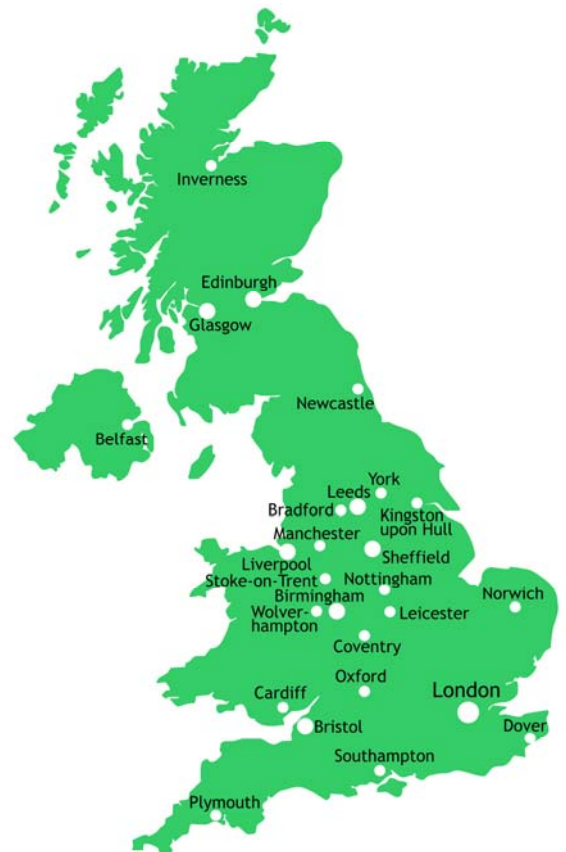 Inverness
Edinburgh
Glasgow
Newcastle
Belfast
York
Leeds
Bradford
Kingston
upon Hull
Manchester
Sheffield
Liverpool
Stoke-on-Trent
Nottingham
Birmingham
Norwich
Wolver-
hampton
Leicester
Coventry
Oxford
London
Cardiff
Bristol
Dover
Southampton
Plymouth